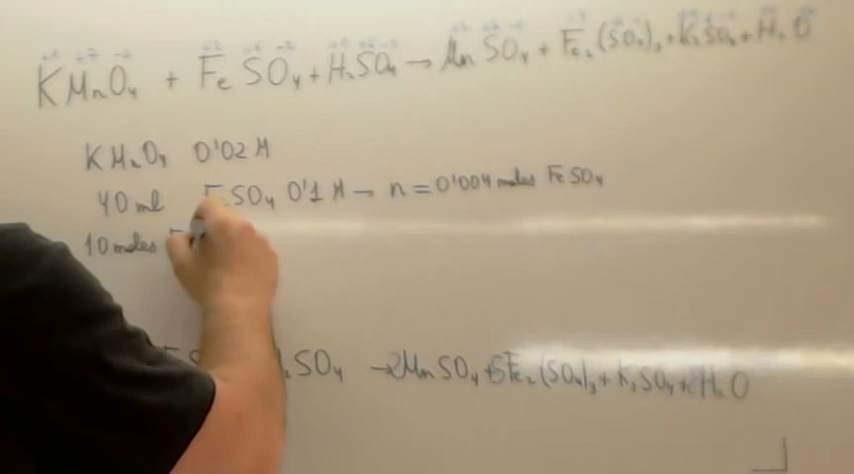 KMnO₄ + FeSO₄ + H₂SO₄ → MnSO₄ + Fe₂(SO₄)₃ + K₂SO₄ + H₂O
KMnO₄ 0'02 M
40 ml FeSO₄ 0'1 M → n = 0'004 moles FeSO₄
10 moles
SO₄ → 2MnSO₄ + 5Fe₂(SO₄)₃ + K₂SO₄ + 8H₂O